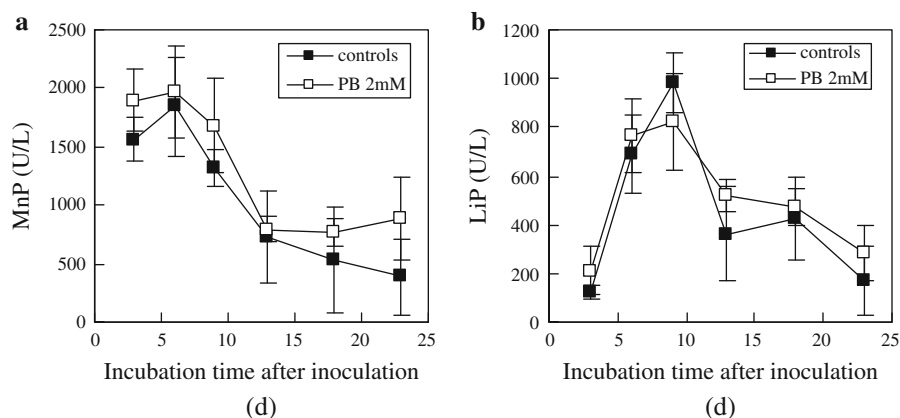 a
2500
2000
1500
1000
500
0
MnP (U/L)
controls
PB 2mM
0 5 10 15 20 25
Incubation time after inoculation
(d)
b
1200
1000
800
600
400
200
0
LiP (U/L)
controls
PB 2mM
0 5 10 15 20 25
Incubation time after inoculation
(d)